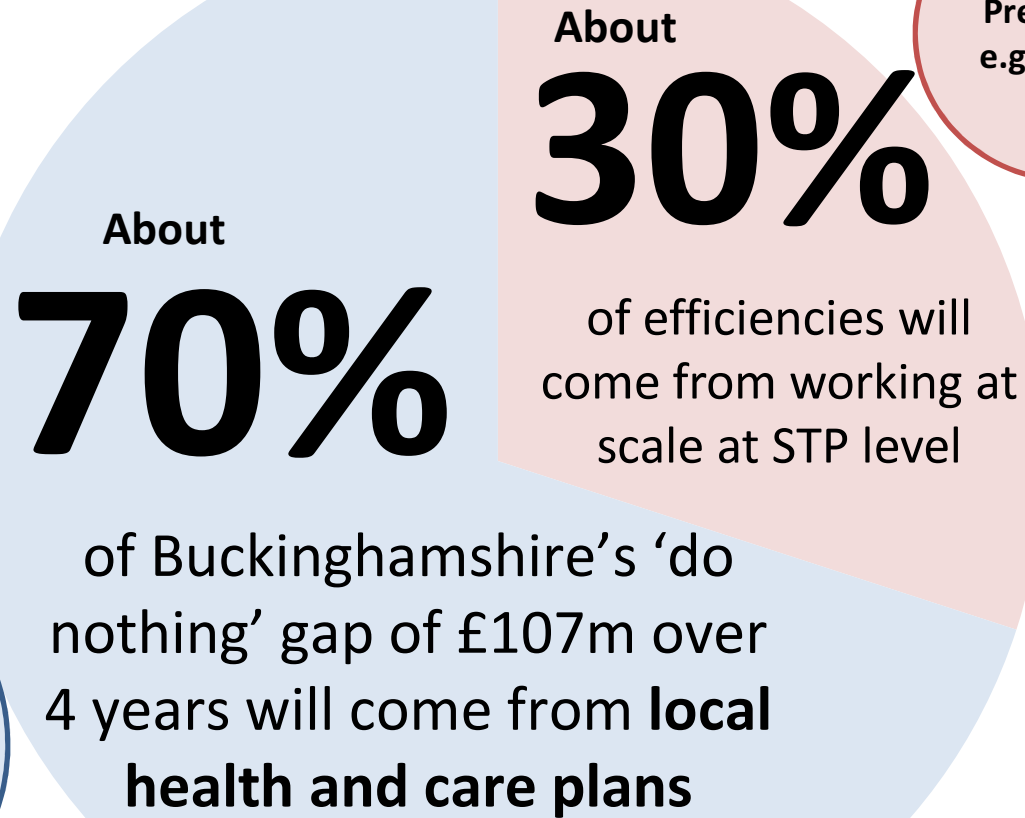 About
30%
of efficiencies will
come from working at
scale at STP level
About
70%
of Buckinghamshire’s ‘do
nothing’ gap of £107m over
4 years will come from local
health and care plans